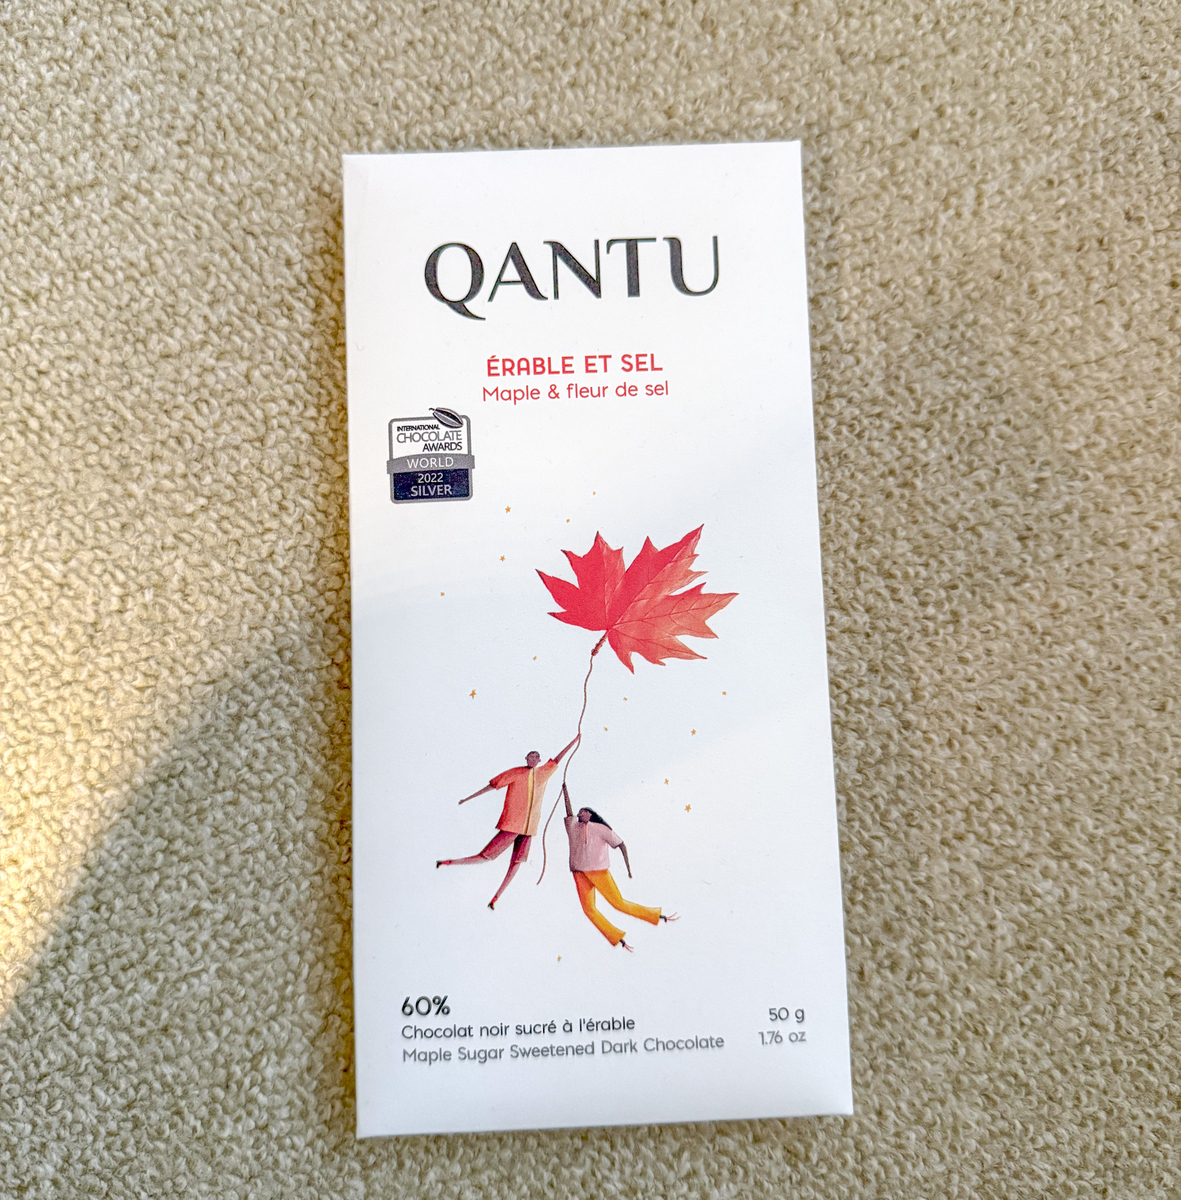 QANTU
ÉRABLE ET SEL
Maple & fleur de sel
INTERNATIONAL
CHOCOLATE
AWARDS
WORLD
2022
SILVER
60%
Chocolat noir sucré à l'érable
Maple Sugar Sweetened Dark Chocolate
50 g
1.76 oz